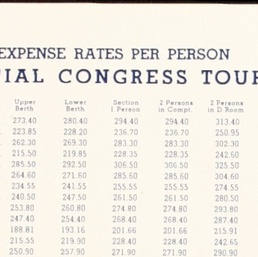 EXPENSE RATES PER PERSON
CONGRESS TOUR
Upper Lower Section 2 Persons 2 Persons
Berth Berth 1 Person in Compt. in D.Room
273.40 280.40 294.40 294.40 313.40
223.85 228.20 236.70 236.70 250.95
262.30 269.30 283.30 283.30 302.30
215.50 219.85 228.35 228.35 242.60
285.50 292.50 306.50 306.50 325.50
264.60 271.60 285.60 285.60 304.60
234.55 241.55 255.55 255.55 274.55
240.50 247.50 261.50 261.50 280.50
253.80 260.80 274.80 274.80 293.80
247.40 254.40 268.40 268.40 287.40
188.81 193.16 201.66 201.66 215.91
215.55 219.90 228.40 228.40 242.65
250.90 257.90 271.90 271.90 290.90